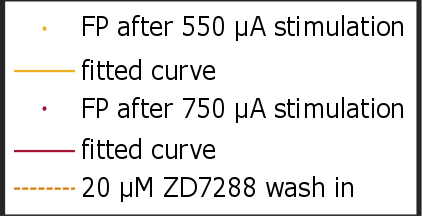 FP after 550 µA stimulation
fitted curve
FP after 750 µA stimulation
fitted curve
20 µM ZD7288 wash in